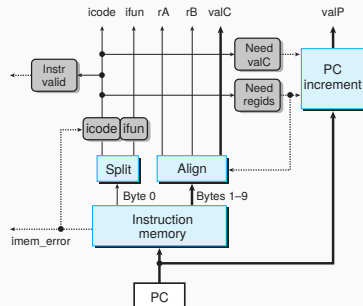 icode ifun rA rB valC valP
Need
valC
Instr
valid
PC
increment
Need
regids
icode ifun
Split
Align
Byte 0
Bytes 1–9
Instruction
memory
imem_error
PC